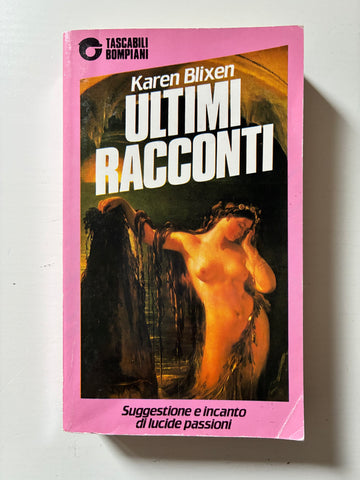 TASCABILI
BOMPIANI
Karen Blixen
ULTIMI
RACCONTI
Suggestione e incanto
di lucide passioni